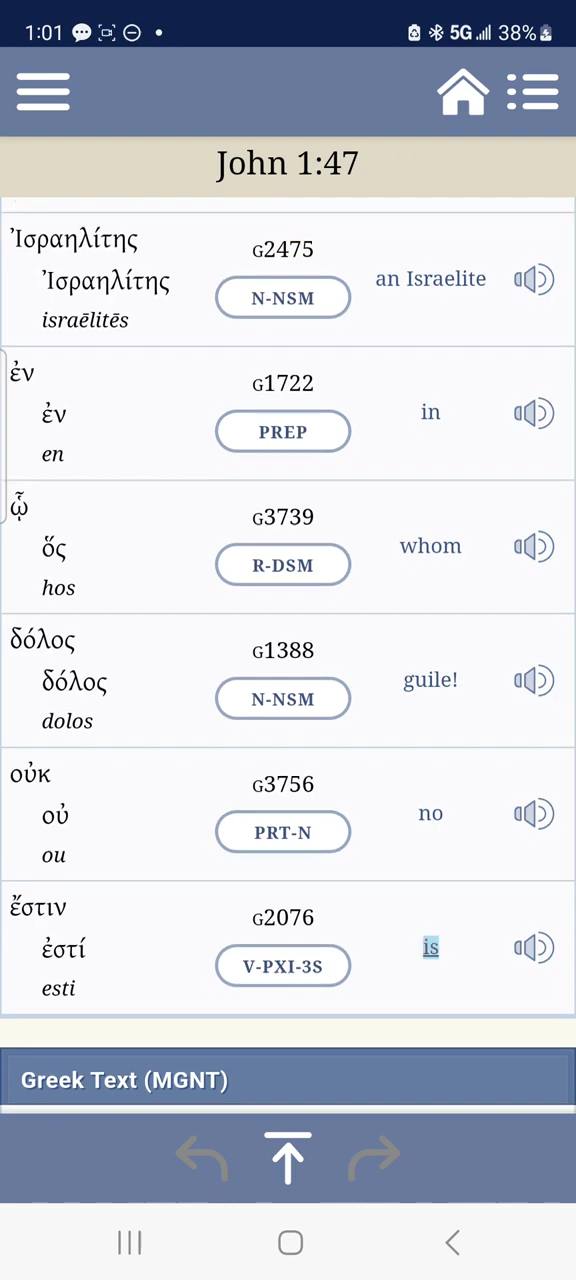 1:01
5G 38%
John 1:47
Ἰσραηλίτης
Ἰσραηλίτης
israēlitēs
G2475
N-NSM
an Israelite
ἐν
ἐν
en
G1722
PREP
in
ᾧ
ὅς
hos
G3739
R-DSM
whom
δόλος
δόλος
dolos
G1388
N-NSM
guile!
οὐκ
οὐ
ou
G3756
PRT-N
no
ἔστιν
ἐστί
esti
G2076
V-PXI-3S
is
Greek Text (MGNT)